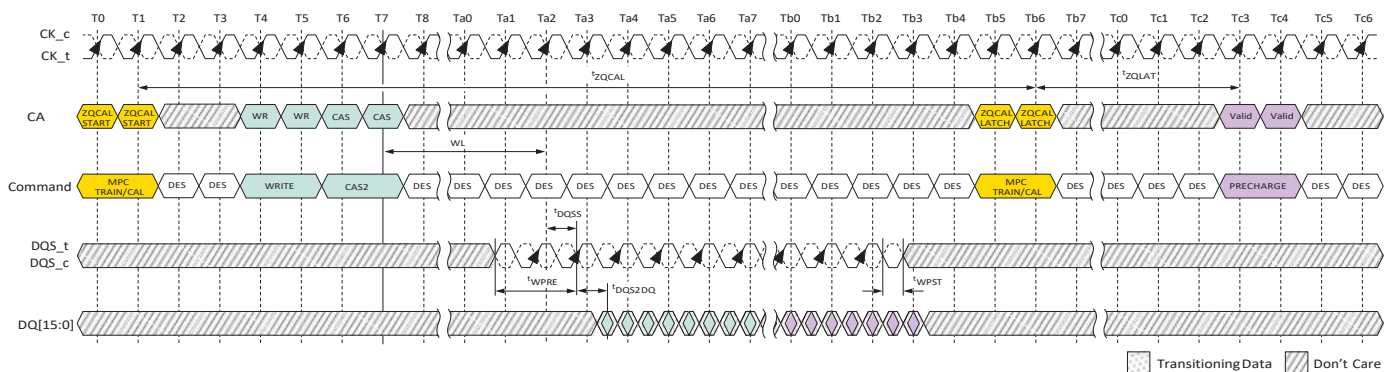 T0 T1 T2 T3 T4 T5 T6 T7 T8 Ta0 Ta1 Ta2 Ta3 Ta4 Ta5 Ta6 Ta7 Tb0 Tb1 Tb2 Tb3 Tb4 Tb5 Tb6 Tb7 Tc0 Tc1 Tc2 Tc3 Tc4 Tc5 Tc6
CK_c
CK_t
tZQCAL tZQLAT
CA ZQCAL START ZQCAL START WR WR CAS CAS ZQCAL LATCH ZQCAL LATCH Valid Valid
WL
Command MPC TRAIN/CAL DES DES WRITE CAS2 DES DES DES DES DES DES DES DES DES DES DES DES DES DES MPC TRAIN/CAL DES DES DES DES PRECHARGE DES DES
tDQSS
DQS_t
DQS_c
tWPRE tDQS2DQ tWPST
DQ[15:0]
Transitioning Data Don't Care